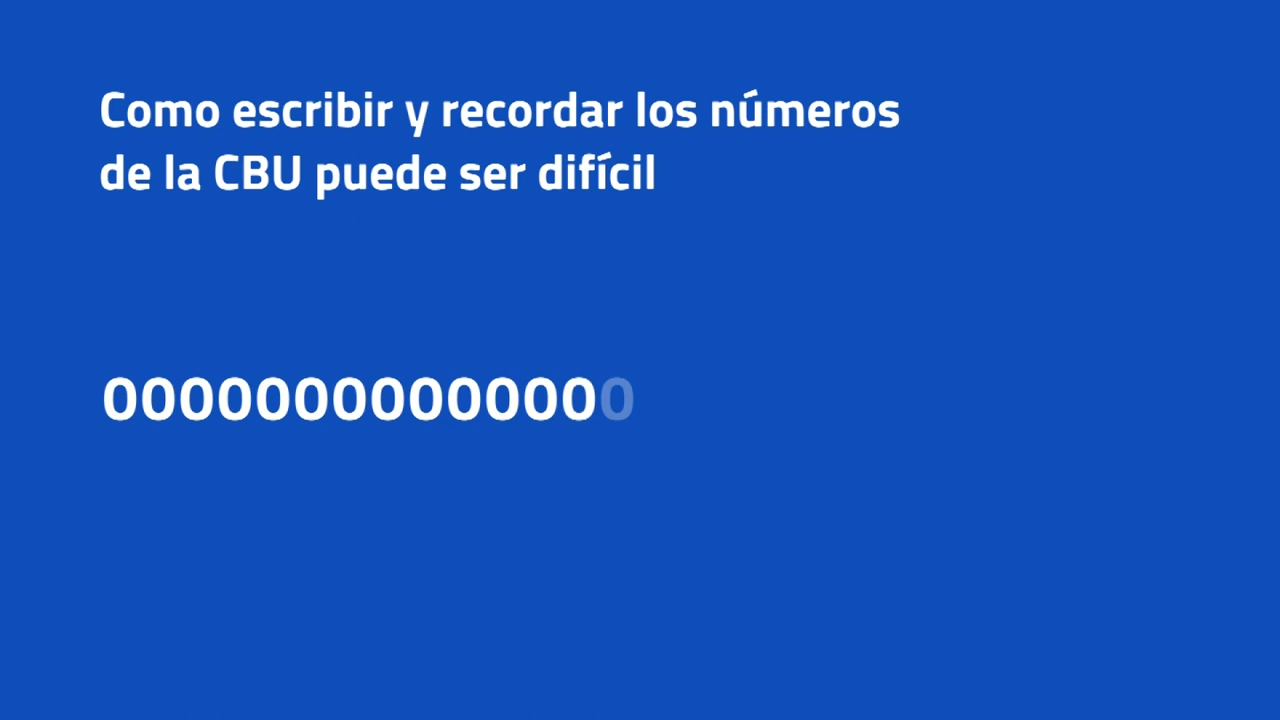 Como escribir y recordar los números
de la CBU puede ser difícil
00000000000000